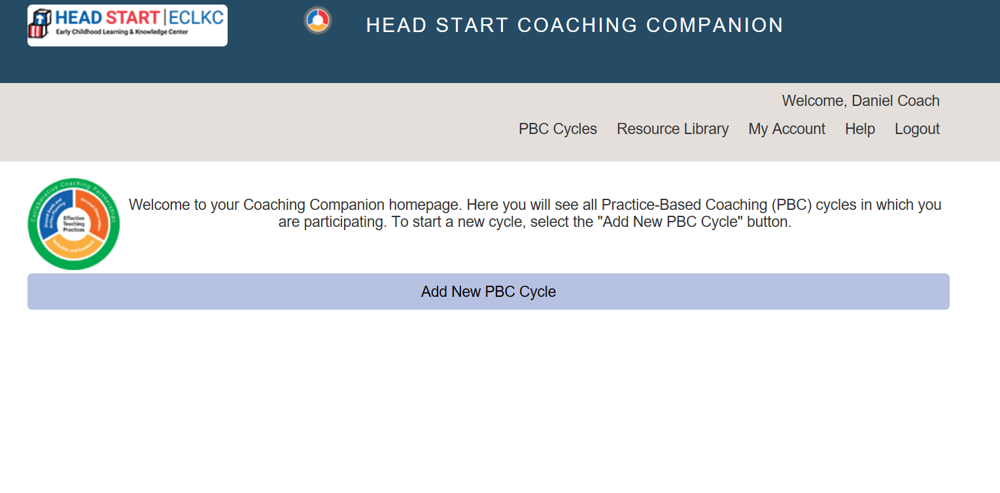 HEAD START ECLKC
Early Childhood Learning & Knowledge Center
HEAD START COACHING COMPANION
Welcome, Daniel Coach
PBC Cycles Resource Library My Account Help Logout
Collaborative Coaching Partnerships
Shared Goals and
Action Planning
Focused Observation
Effective
Teaching
Practices
Reflection and Feedback
Welcome to your Coaching Companion homepage. Here you will see all Practice-Based Coaching (PBC) cycles in which you
are participating. To start a new cycle, select the "Add New PBC Cycle" button.
Add New PBC Cycle